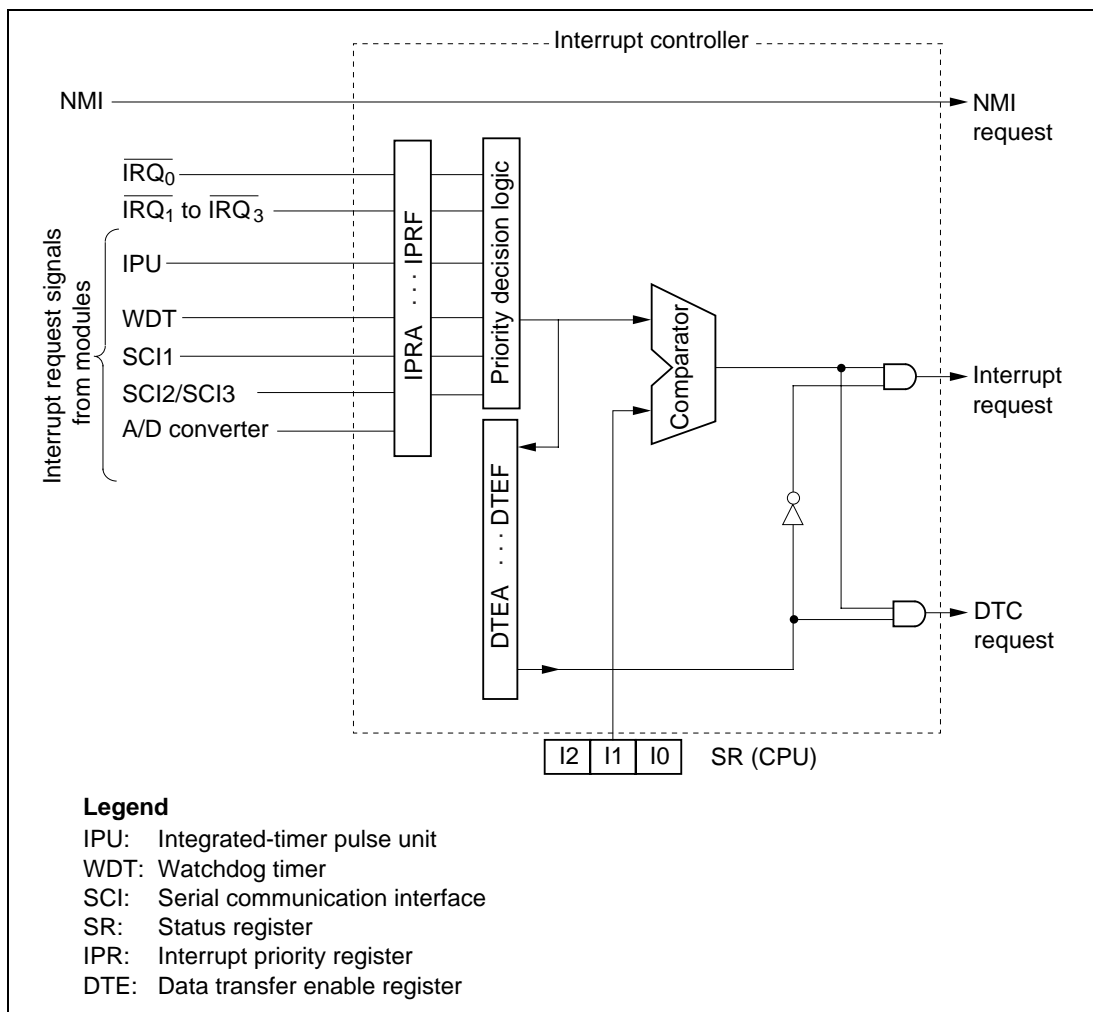 Interrupt controller
NMI
NMI
request
I̅R̅Q̅₀
I̅R̅Q̅₁ to I̅R̅Q̅₃
Interrupt request signals
from modules
IPU
WDT
SCI1
SCI2/SCI3
A/D converter
IPRA ··· IPRF
Priority decision logic
Comparator
Interrupt
request
DTEA ··· DTEF
DTC
request
I2 I1 I0 SR (CPU)
Legend
IPU: Integrated-timer pulse unit
WDT: Watchdog timer
SCI: Serial communication interface
SR: Status register
IPR: Interrupt priority register
DTE: Data transfer enable register